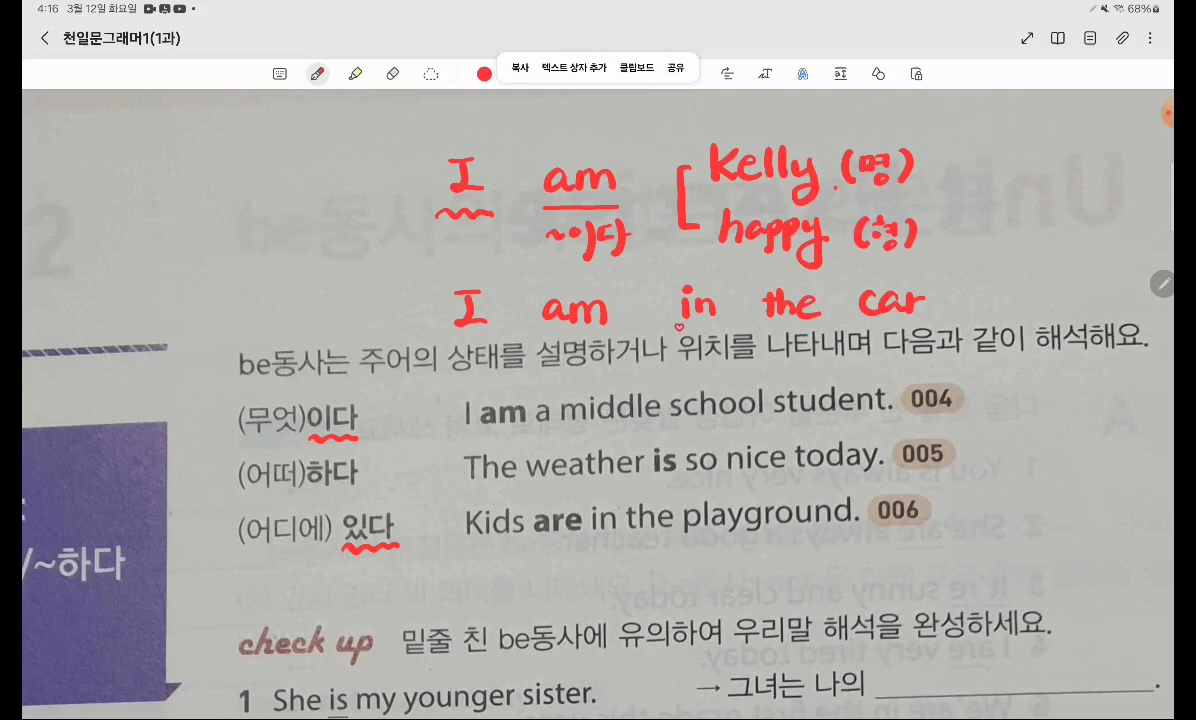 4:16 3월 12일 화요일 68%
천일문그래머1(1과)
복사 텍스트 상자 추가 클립보드 공유
I am Kelly. (명)
~이다 happy (형)
I am in the car
be동사는 주어의 상태를 설명하거나 위치를 나타내며 다음과 같이 해석해요.
(무엇)이다 I am a middle school student. 004
(어떠)하다 The weather is so nice today. 005
(어디에) 있다 Kids are in the playground. 006
/~하다
check up 밑줄 친 be동사에 유의하여 우리말 해석을 완성하세요.
1 She is my younger sister. → 그녀는 나의 .